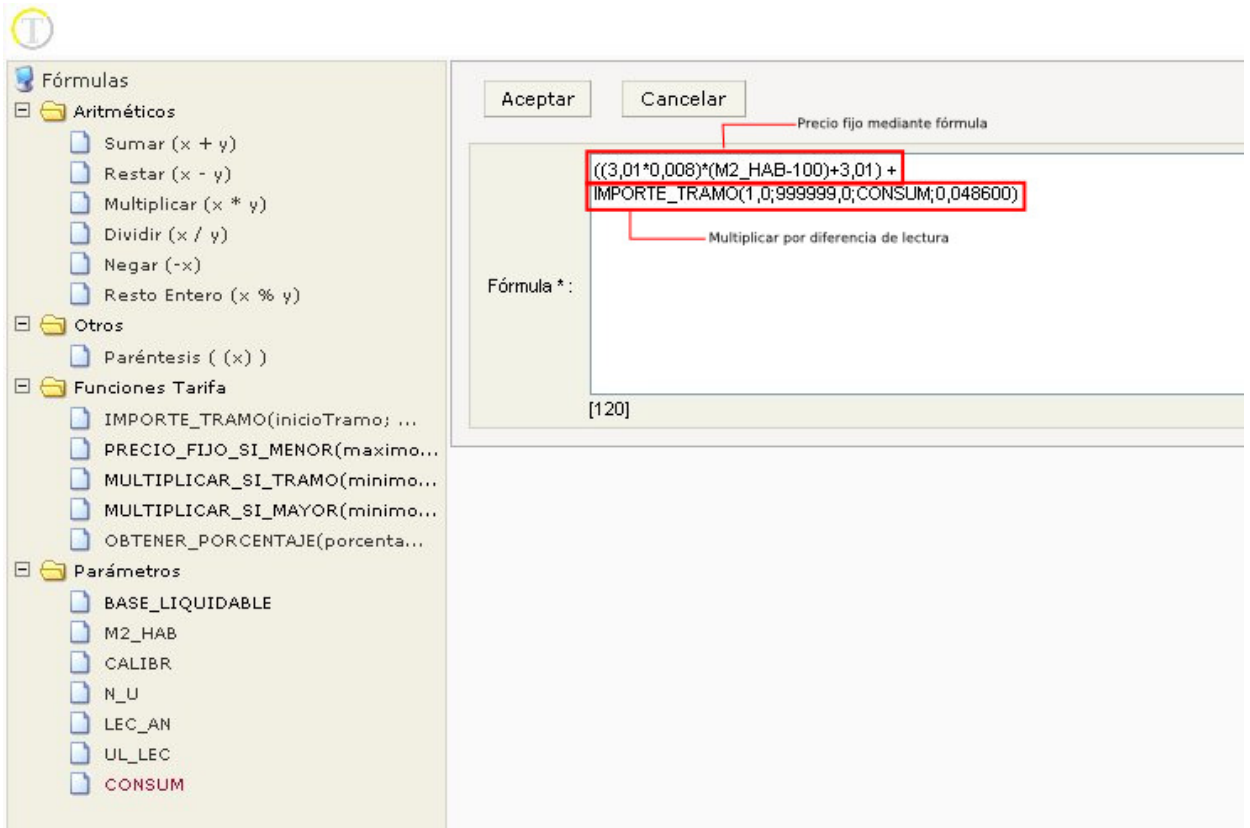 T
Fórmulas
Aritméticos
Sumar (x + y)
Restar (x - y)
Multiplicar (x * y)
Dividir (x / y)
Negar (-x)
Resto Entero (x % y)
Otros
Paréntesis ( (x) )
Funciones Tarifa
IMPORTE_TRAMO(inicioTramo; ...
PRECIO_FIJO_SI_MENOR(maximo...
MULTIPLICAR_SI_TRAMO(minimo...
MULTIPLICAR_SI_MAYOR(minimo...
OBTENER_PORCENTAJE(porcenta...
Parámetros
BASE_LIQUIDABLE
M2_HAB
CALIBR
N_U
LEC_AN
UL_LEC
CONSUM
Aceptar Cancelar
Precio fijo mediante fórmula
((3,01*0,008)*(M2_HAB-100)+3,01) +
IMPORTE_TRAMO(1,0;999999,0;CONSUM;0,048600)
Multiplicar por diferencia de lectura
Fórmula * :
[120]